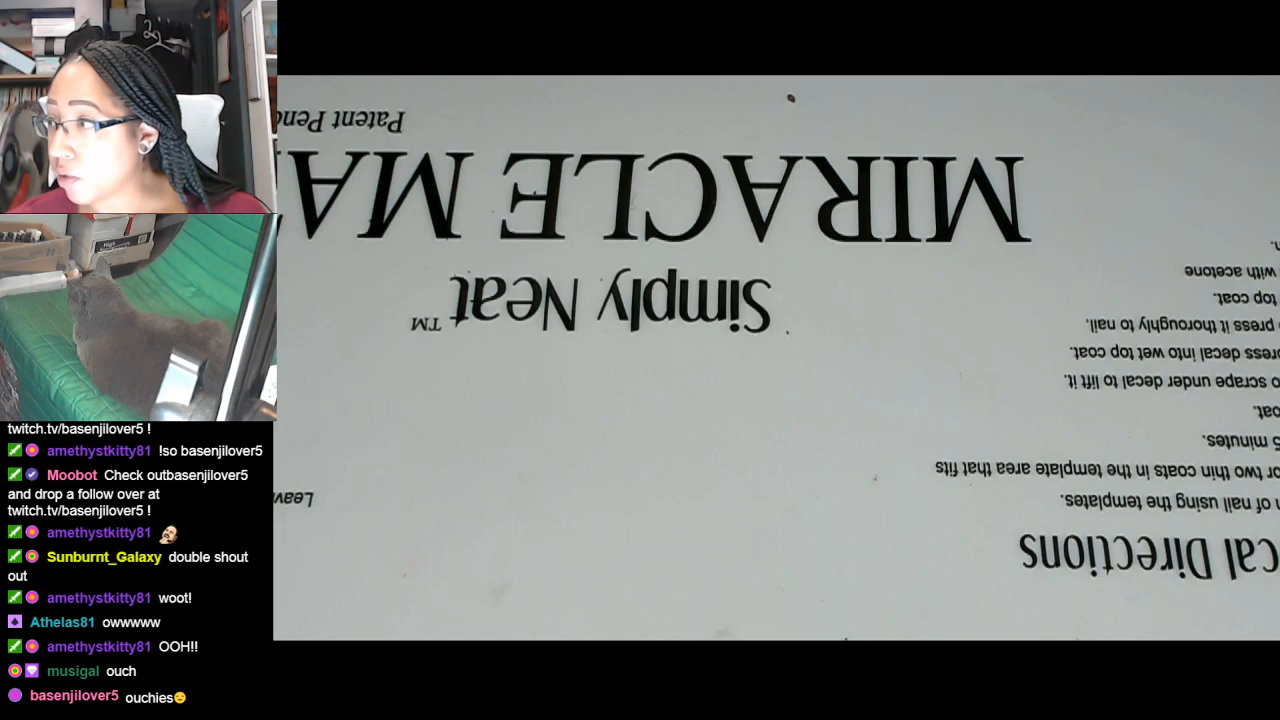 twitch.tv/basenjilover5 !
amethystkitty81 !so basenjilover5
Moobot Check outbasenjilover5
and drop a follow over at
twitch.tv/basenjilover5 !
amethystkitty81
Sunburnt_Galaxy double shout
out
amethystkitty81 woot!
Athelas81 owwwww
amethystkitty81 OOH!!
musigal ouch
basenjilover5 ouchies
cal Directions
n of nail using the templates.
or two thin coats in the template area that fits
5 minutes.
oat.
o scrape under decal to lift it.
press decal into wet top coat.
press it thoroughly to nail.
top coat.
with acetone
Leavi
Simply Neat™
MIRACLE MA
Patent Pend